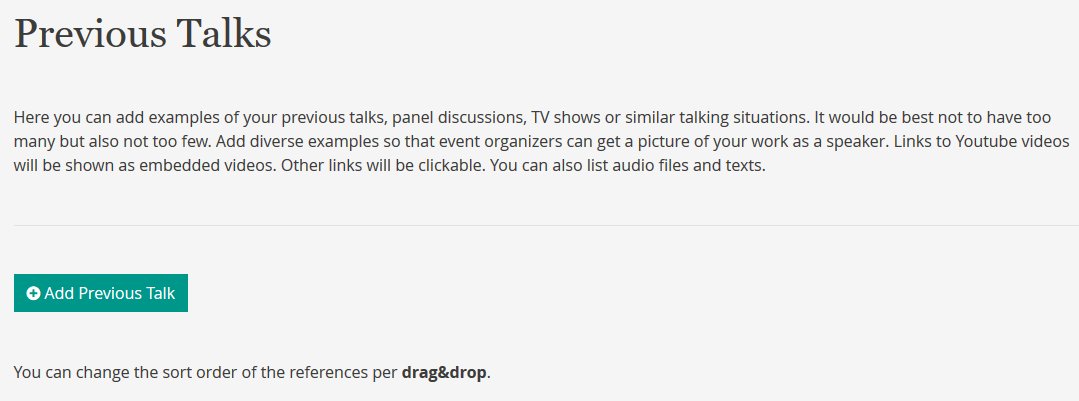 Previous Talks
Here you can add examples of your previous talks, panel discussions, TV shows or similar talking situations. It would be best not to have too
many but also not too few. Add diverse examples so that event organizers can get a picture of your work as a speaker. Links to Youtube videos
will be shown as embedded videos. Other links will be clickable. You can also list audio files and texts.
Add Previous Talk
You can change the sort order of the references per drag&drop.